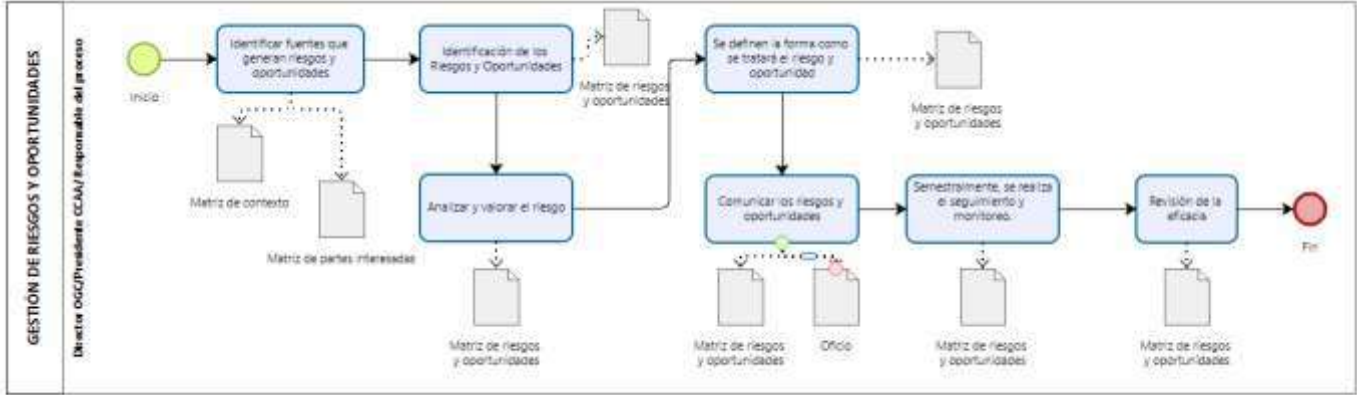 GESTIÓN DE RIESGOS Y OPORTUNIDADES
Director OGC/Presidente CCAA/ Responsable del proceso
Inicio
Identificar fuentes que
generan riesgos y
oportunidades
Matriz de contexto
Matriz de partes interesadas
Identificación de los
Riesgos y Oportunidades
Matriz de riesgos
y oportunidades
Analizar y valorar el riesgo
Matriz de riesgos
y oportunidades
Se definen la forma como
se tratará el riesgo y
oportunidad
Matriz de riesgos
y oportunidades
Comunicar los riesgos y
oportunidades
Matriz de riesgos
y oportunidades
Oficio
Semestralmente, se realiza
el seguimiento y
monitoreo.
Matriz de riesgos
y oportunidades
Revisión de la
eficacia
Matriz de riesgos
y oportunidades
Fin